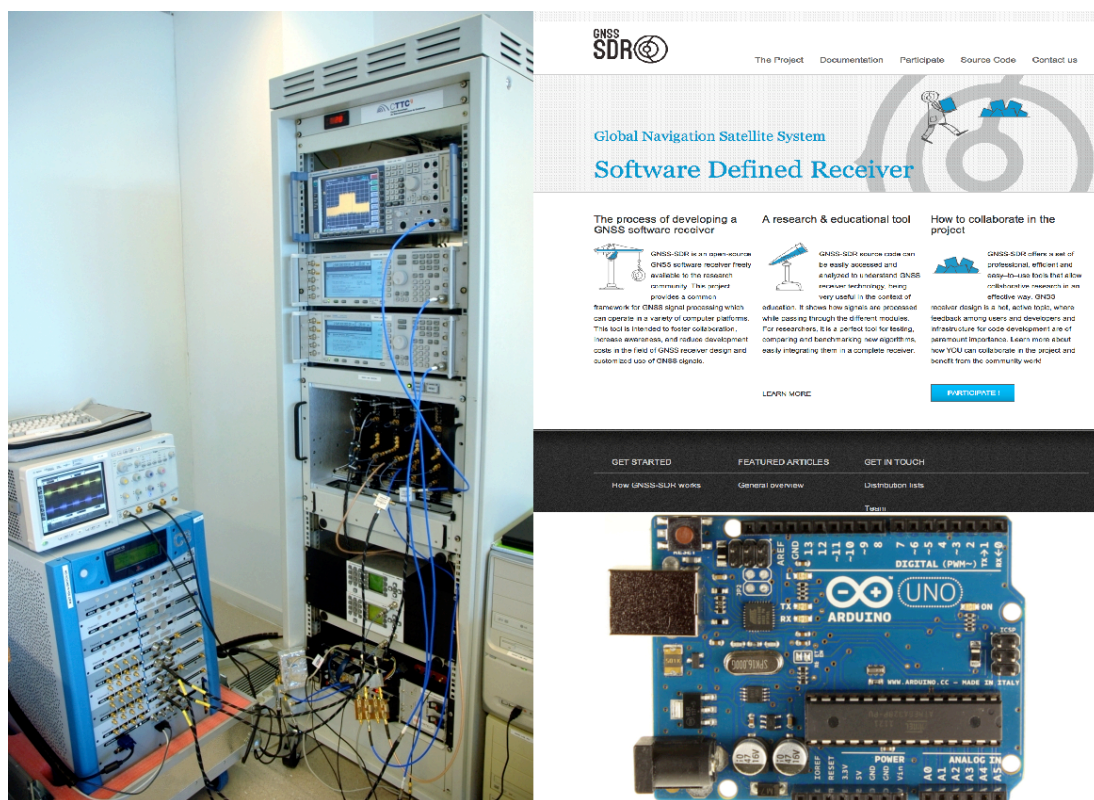 CTTC
GNSS
SDR
The Project
Documentation
Participate
Source Code
Contact us
Global Navigation Satellite System
Software Defined Receiver
The process of developing a
GNSS software receiver
GNSS-SDR is an open-source
GNSS software receiver freely
available to the research
community. This project
provides a common
framework for GNSS signal processing which
can operate in a variety of computer platforms.
This tool is intended to foster collaboration,
increase awareness, and reduce development
costs in the field of GNSS receiver design and
customized use of GNSS signals.
A research & educational tool
GNSS-SDR source code can
be easily accessed and
analyzed to understand GNSS
receiver technology, being
very useful in the context of
education. It shows how signals are processed
while passing through the different modules.
For researchers, it is a perfect tool for testing,
comparing and benchmarking new algorithms,
easily integrating them in a complete receiver.
LEARN MORE
How to collaborate in the
project
GNSS-SDR offers a set of
professional, efficient and
easy-to-use tools that allow
collaborative research in an
effective way. GNSS
receiver design is a hot, active topic, where
feedback among users and developers and
infrastructure for code development are of
paramount importance. Learn more about
how YOU can collaborate in the project and
benefit from the community work!
PARTICIPATE !
GET STARTED
How GNSS-SDR works
FEATURED ARTICLES
General overview
GET IN TOUCH
Distribution lists
Team
AREF
GND
13
12
~11
~10
~9
8
7
~6
~5
4
~3
2
TX→1
RX←0
DIGITAL (PWM~)
L
TX
RX
ARDUINO
UNO
ON
ICSP
SPK16.000G
WWW.ARDUINO.CC - MADE IN ITALY
47
16V
47
16V
POWER
ANALOG IN
IOREF
RESET
3.3V
5V
GND
GND
Vin
A0
A1
A2
A3
A4
A5